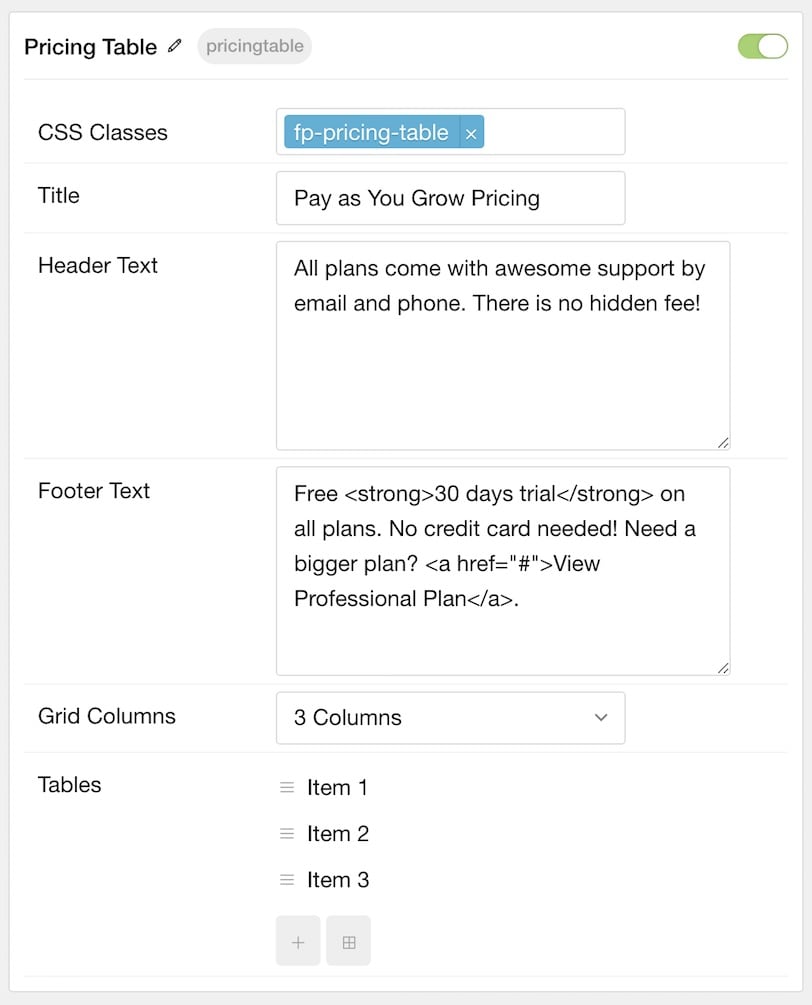 Pricing Table
pricingtable
CSS Classes
fp-pricing-table ×
Title
Pay as You Grow Pricing
Header Text
All plans come with awesome support by
email and phone. There is no hidden fee!
Footer Text
Free <strong>30 days trial</strong> on
all plans. No credit card needed! Need a
bigger plan? <a href="#">View
Professional Plan</a>.
Grid Columns
3 Columns
Tables
Item 1
Item 2
Item 3